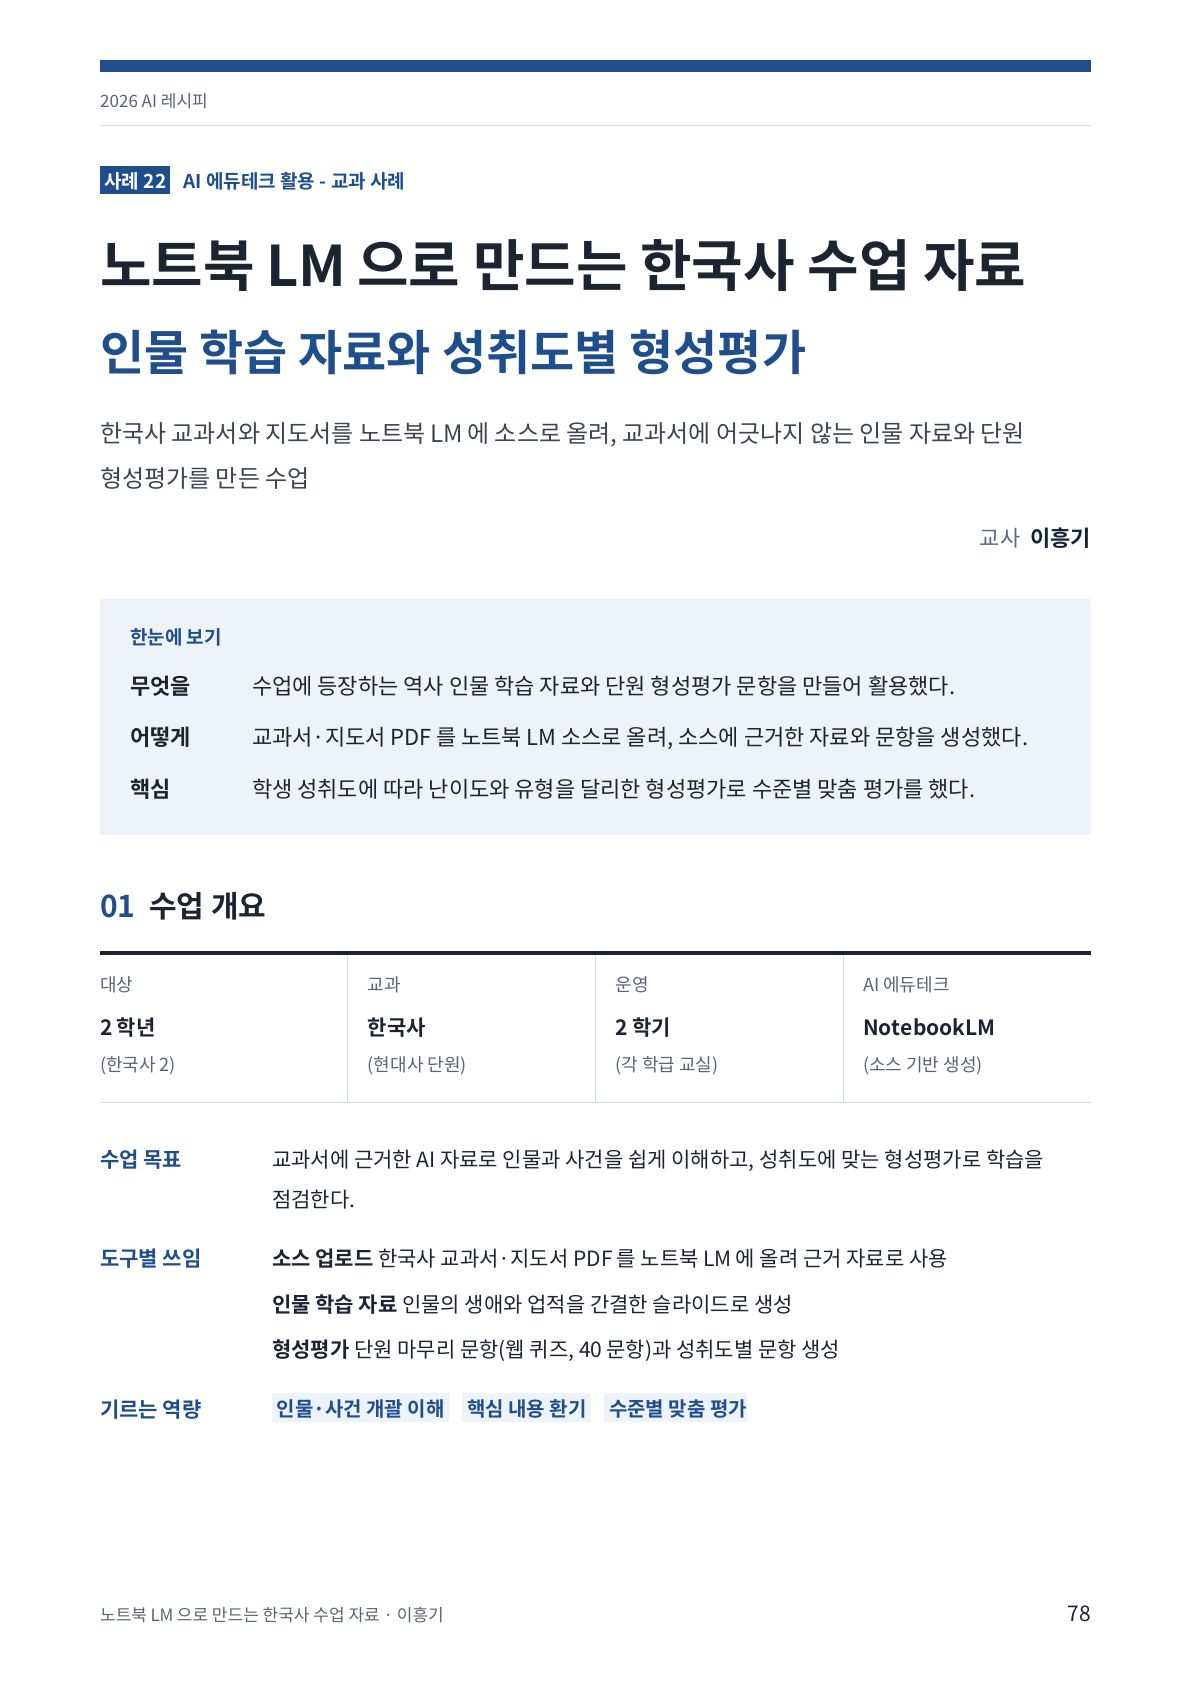 2026 AI 레시피
사례 22 AI 에듀테크 활용 - 교과 사례
노트북 LM 으로 만드는 한국사 수업 자료
인물 학습 자료와 성취도별 형성평가
한국사 교과서와 지도서를 노트북 LM 에 소스로 올려, 교과서에 어긋나지 않는 인물 자료와 단원
형성평가를 만든 수업
교사 이흥기
한눈에 보기
무엇을 수업에 등장하는 역사 인물 학습 자료와 단원 형성평가 문항을 만들어 활용했다.
어떻게 교과서·지도서 PDF 를 노트북 LM 소스로 올려, 소스에 근거한 자료와 문항을 생성했다.
핵심 학생 성취도에 따라 난이도와 유형을 달리한 형성평가로 수준별 맞춤 평가를 했다.
01 수업 개요
대상 교과 운영 AI 에듀테크
2 학년 한국사 2 학기 NotebookLM
(한국사 2) (현대사 단원) (각 학급 교실) (소스 기반 생성)
수업 목표 교과서에 근거한 AI 자료로 인물과 사건을 쉽게 이해하고, 성취도에 맞는 형성평가로 학습을
점검한다.
도구별 쓰임 소스 업로드 한국사 교과서·지도서 PDF 를 노트북 LM 에 올려 근거 자료로 사용
인물 학습 자료 인물의 생애와 업적을 간결한 슬라이드로 생성
형성평가 단원 마무리 문항(웹 퀴즈, 40 문항)과 성취도별 문항 생성
기르는 역량 인물·사건 개괄 이해 핵심 내용 환기 수준별 맞춤 평가
노트북 LM 으로 만드는 한국사 수업 자료 · 이흥기 78